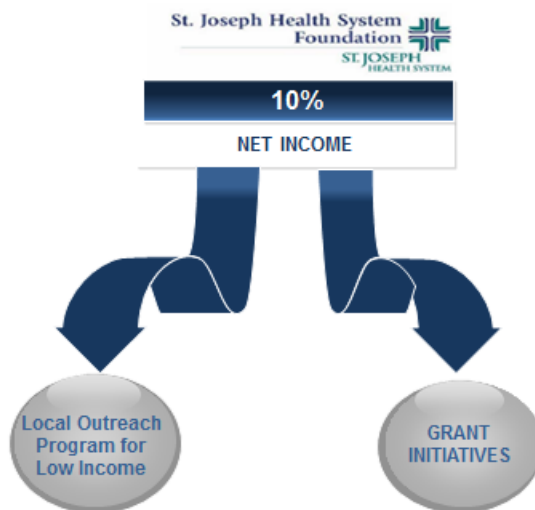 St. Joseph Health System
Foundation
ST. JOSEPH
HEALTH SYSTEM
10%
NET INCOME
Local Outreach
Program for
Low Income
GRANT
INITIATIVES